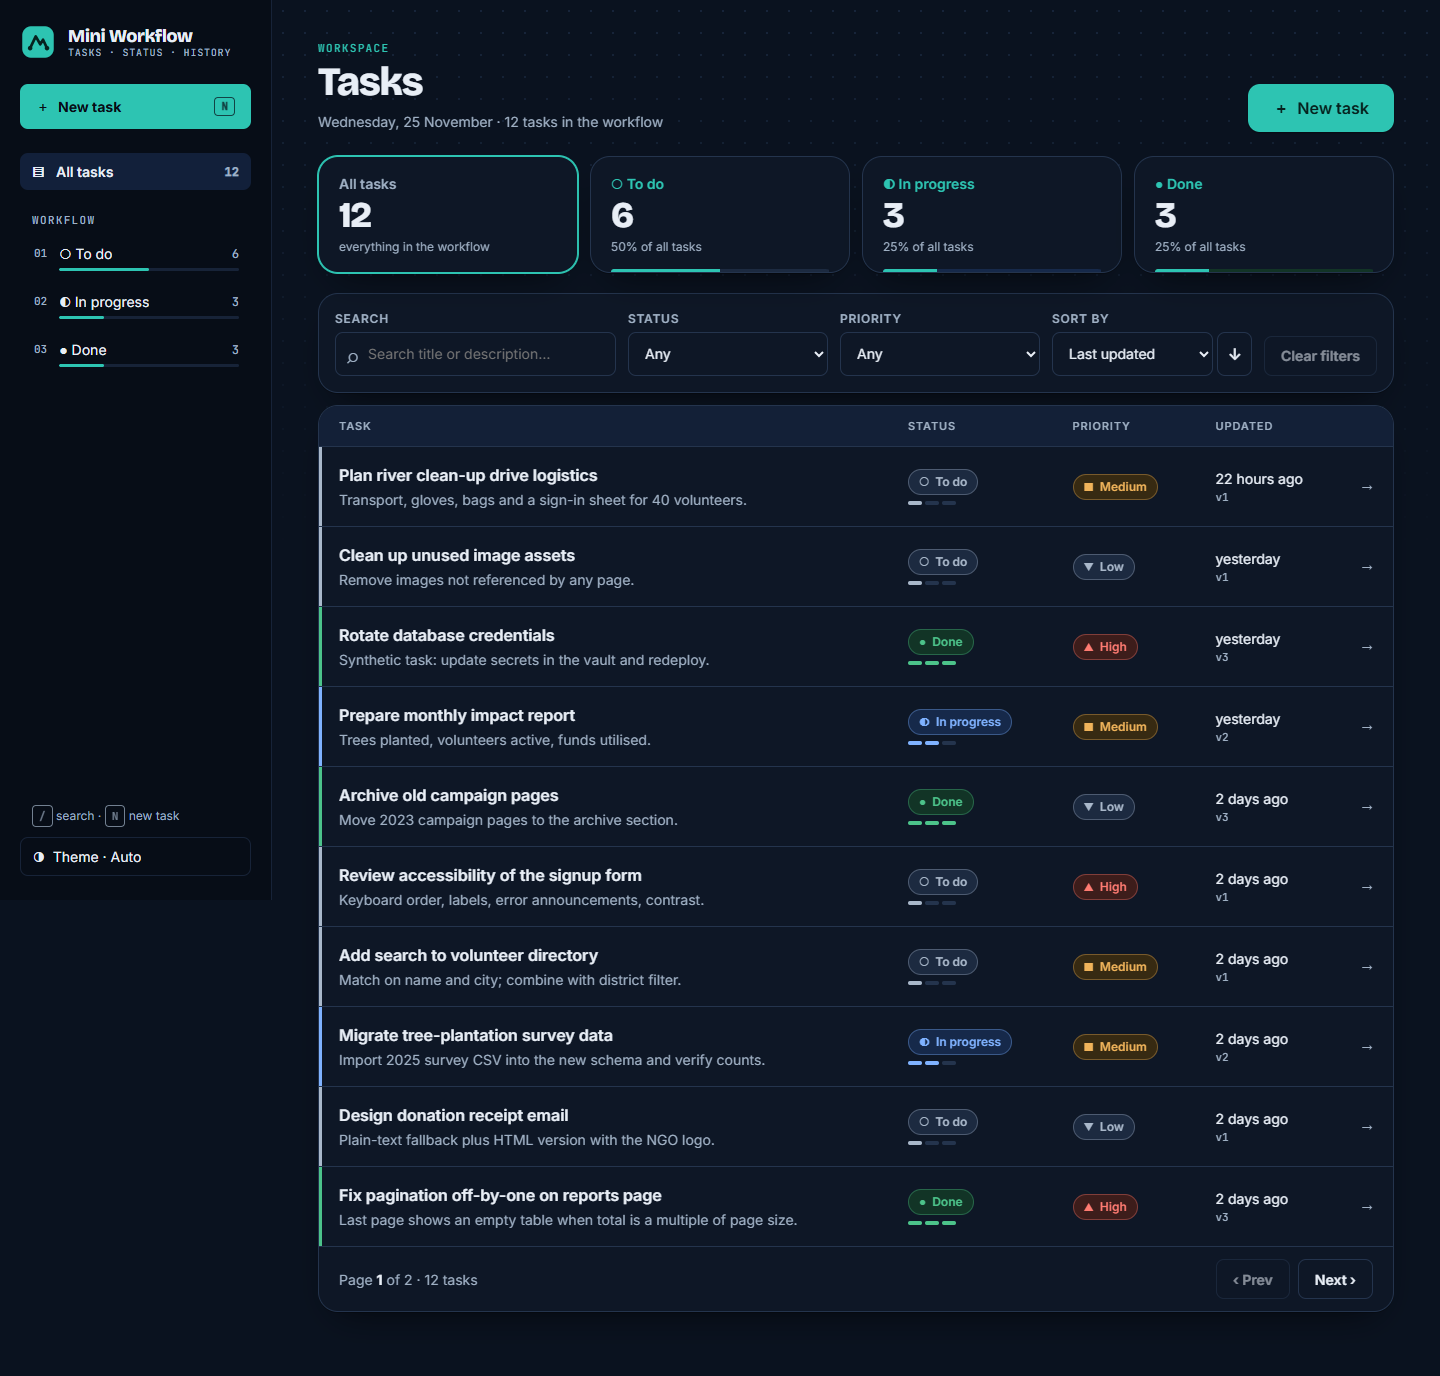 Mini Workflow
TASKS · STATUS · HISTORY
+ New task N
All tasks 12
WORKFLOW
01 To do 6
02 In progress 3
03 Done 3
/ search · N new task
Theme · Auto
WORKSPACE
Tasks
Wednesday, 25 November · 12 tasks in the workflow
+ New task
All tasks
12
everything in the workflow
To do
6
50% of all tasks
In progress
3
25% of all tasks
Done
3
25% of all tasks
SEARCH
Search title or description...
STATUS
Any
PRIORITY
Any
SORT BY
Last updated
↓
Clear filters
TASK STATUS PRIORITY UPDATED
Plan river clean-up drive logistics
Transport, gloves, bags and a sign-in sheet for 40 volunteers.
To do
Medium
22 hours ago
v1
→
Clean up unused image assets
Remove images not referenced by any page.
To do
Low
yesterday
v1
→
Rotate database credentials
Synthetic task: update secrets in the vault and redeploy.
Done
High
yesterday
v3
→
Prepare monthly impact report
Trees planted, volunteers active, funds utilised.
In progress
Medium
yesterday
v2
→
Archive old campaign pages
Move 2023 campaign pages to the archive section.
Done
Low
2 days ago
v3
→
Review accessibility of the signup form
Keyboard order, labels, error announcements, contrast.
To do
High
2 days ago
v1
→
Add search to volunteer directory
Match on name and city; combine with district filter.
To do
Medium
2 days ago
v1
→
Migrate tree-plantation survey data
Import 2025 survey CSV into the new schema and verify counts.
In progress
Medium
2 days ago
v2
→
Design donation receipt email
Plain-text fallback plus HTML version with the NGO logo.
To do
Low
2 days ago
v1
→
Fix pagination off-by-one on reports page
Last page shows an empty table when total is a multiple of page size.
Done
High
2 days ago
v3
→
Page 1 of 2 · 12 tasks
‹ Prev
Next ›